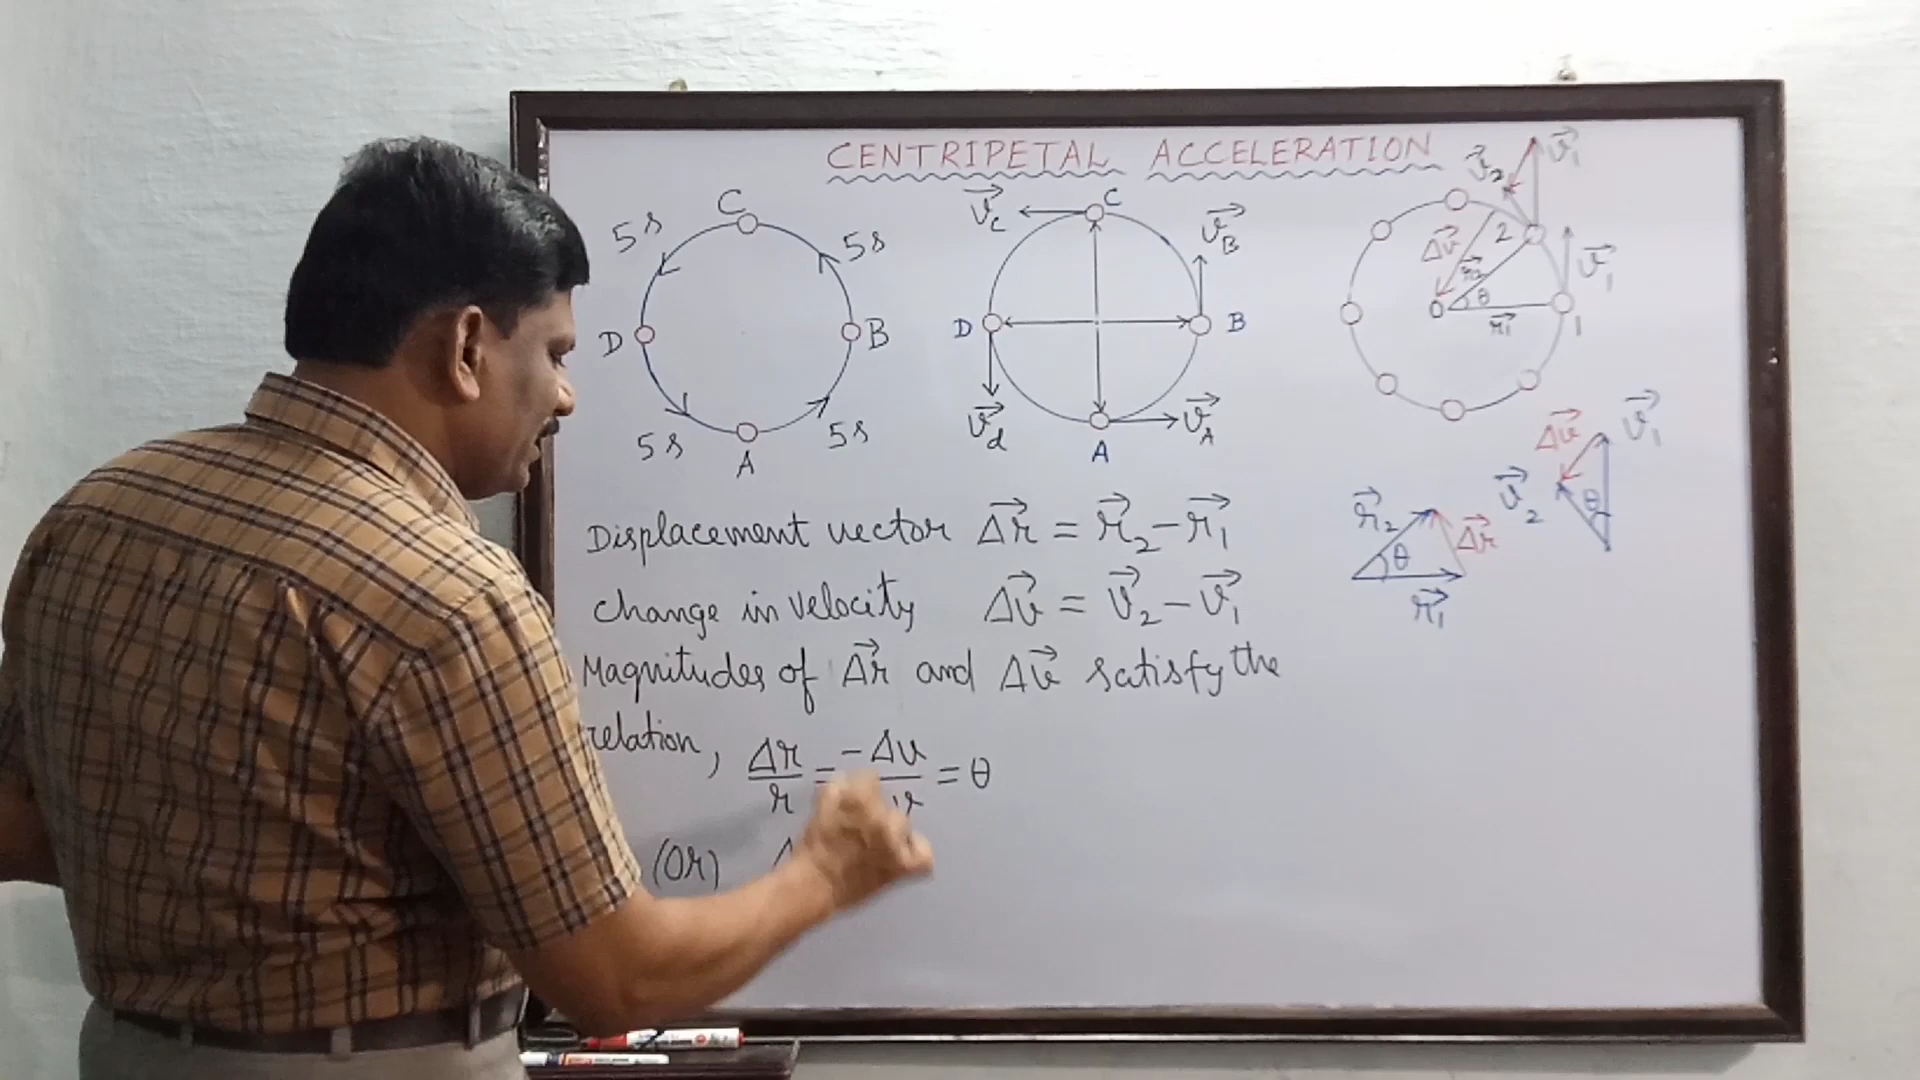 CENTRIPETAL ACCELERATION
C
5s
5s
D
B
5s
5s
A
v⃗c
C
v⃗B
D
B
v⃗d
v⃗A
A
v⃗2
v⃗1
Δv⃗
2
r⃗2
θ
v⃗1
O
r⃗1
1
Δv⃗
v⃗1
v⃗2
θ
r⃗2
Δr⃗
θ
r⃗1
Displacement vector Δr⃗ = r⃗2 - r⃗1
Change in velocity Δv⃗ = v⃗2 - v⃗1
Magnitudes of Δr⃗ and Δv⃗ satisfy the
relation, Δr/r = -Δv/v = θ
(Or) Δ